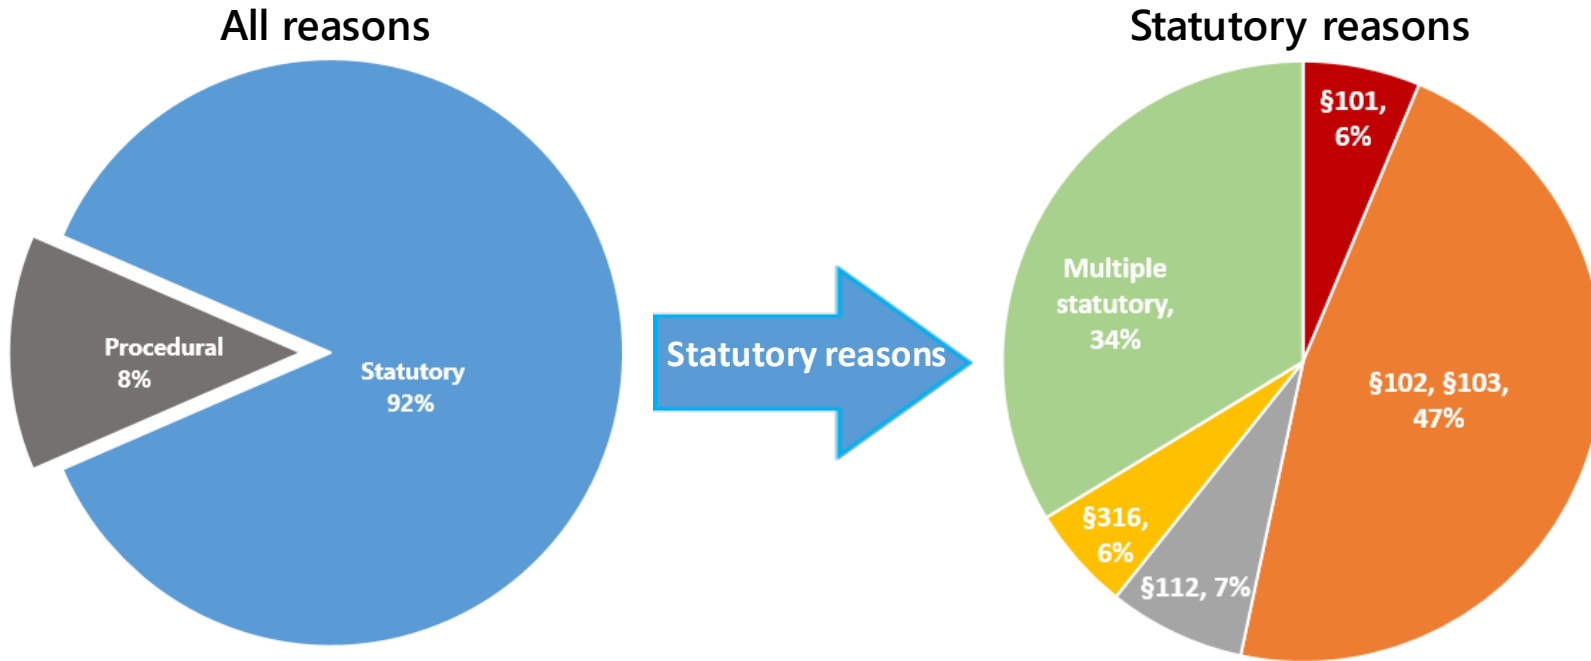 All reasons
Procedural
8%
Statutory
92%
Statutory reasons
Statutory reasons
§101,
6%
§102, §103,
47%
§112, 7%
§316,
6%
Multiple
statutory,
34%